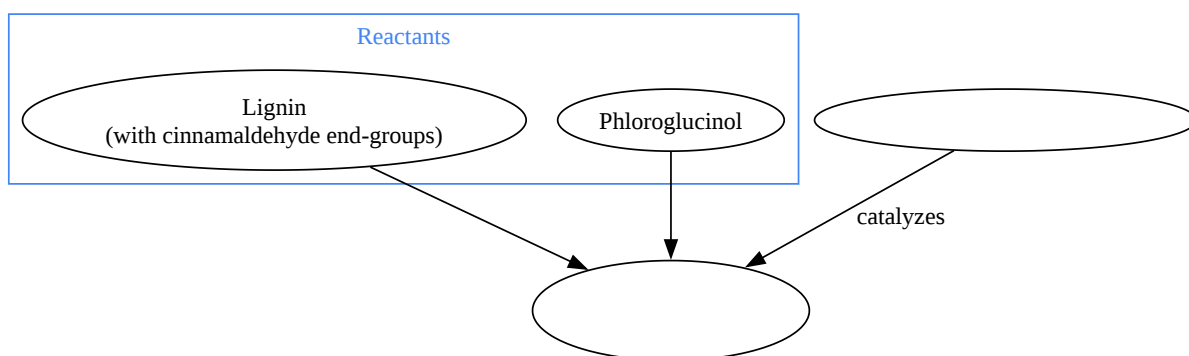 Reactants
Lignin
(with cinnamaldehyde end-groups)
Phloroglucinol
catalyzes